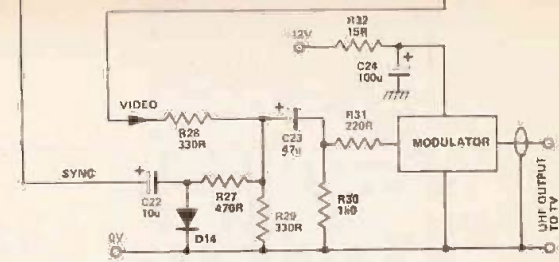 R32
15R
12V
C24
100u
VIDEO
R28
330R
C23
47u
R31
220R
MODULATOR
SYNC
C22
10u
R27
470R
R29
330R
R30
1k0
D14
0V
UHF OUTPUT
TO TV